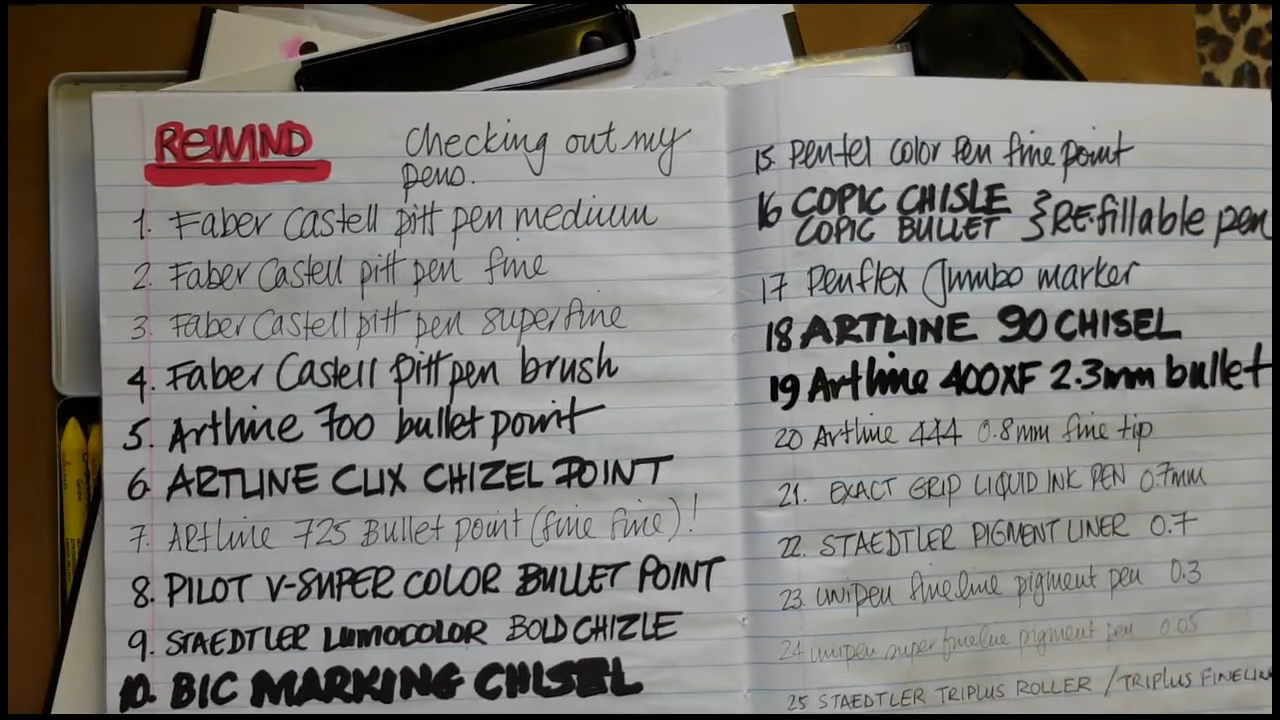 REWIND
Checking out my
pens.
1. Faber Castell pitt pen medium
2. Faber Castell pitt pen fine
3. Faber Castell pitt pen superfine
4. Faber Castell pitt pen brush
5. Artline 700 bullet point
6. ARTLINE CLIX CHIZEL POINT
7. Artline 725 Bullet point (fine fine)!
8. PILOT V-SUPER COLOR BULLET POINT
9. STAEDTLER LUMOCOLOR BOLD CHIZLE
10. BIC MARKING CHISEL
15. Pentel color Pen fine point
16 COPIC CHISLE
COPIC BULLET } RE-fillable pen
17 Penflex Jumbo marker
18 ARTLINE 90 CHISEL
19 Artline 400XF 2.3mm bullet
20 Artline 444 0.8mm fine tip
21. EXACT GRIP LIQUID INK PEN 0.7mm
22. STAEDTLER PIGMENT LINER 0.7
23. unipen fine line pigment pen 0.3
24 unipen superfineline pigment pen 0.05
25 STAEDTLER TRIPLUS ROLLER / TRIPLUS FINELIN